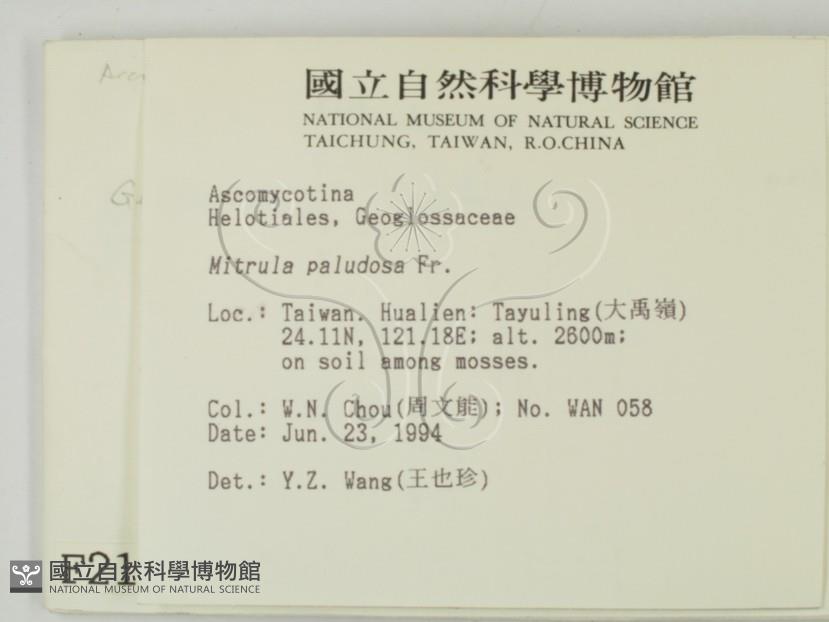 國立自然科學博物館
NATIONAL MUSEUM OF NATURAL SCIENCE
TAICHUNG, TAIWAN, R.O.CHINA
Ascomycotina
Helotiales, Geoglossaceae
Mitrula paludosa Fr.
Loc.: Taiwan. Hualien: Tayuling(大禹嶺)
24.11N, 121.18E; alt. 2600m;
on soil among mosses.
Col.: W.N. Chou(周文能); No. WAN 058
Date: Jun. 23, 1994
Det.: Y.Z. Wang(王也珍)
F21
國立自然科學博物館
NATIONAL MUSEUM OF NATURAL SCIENCE